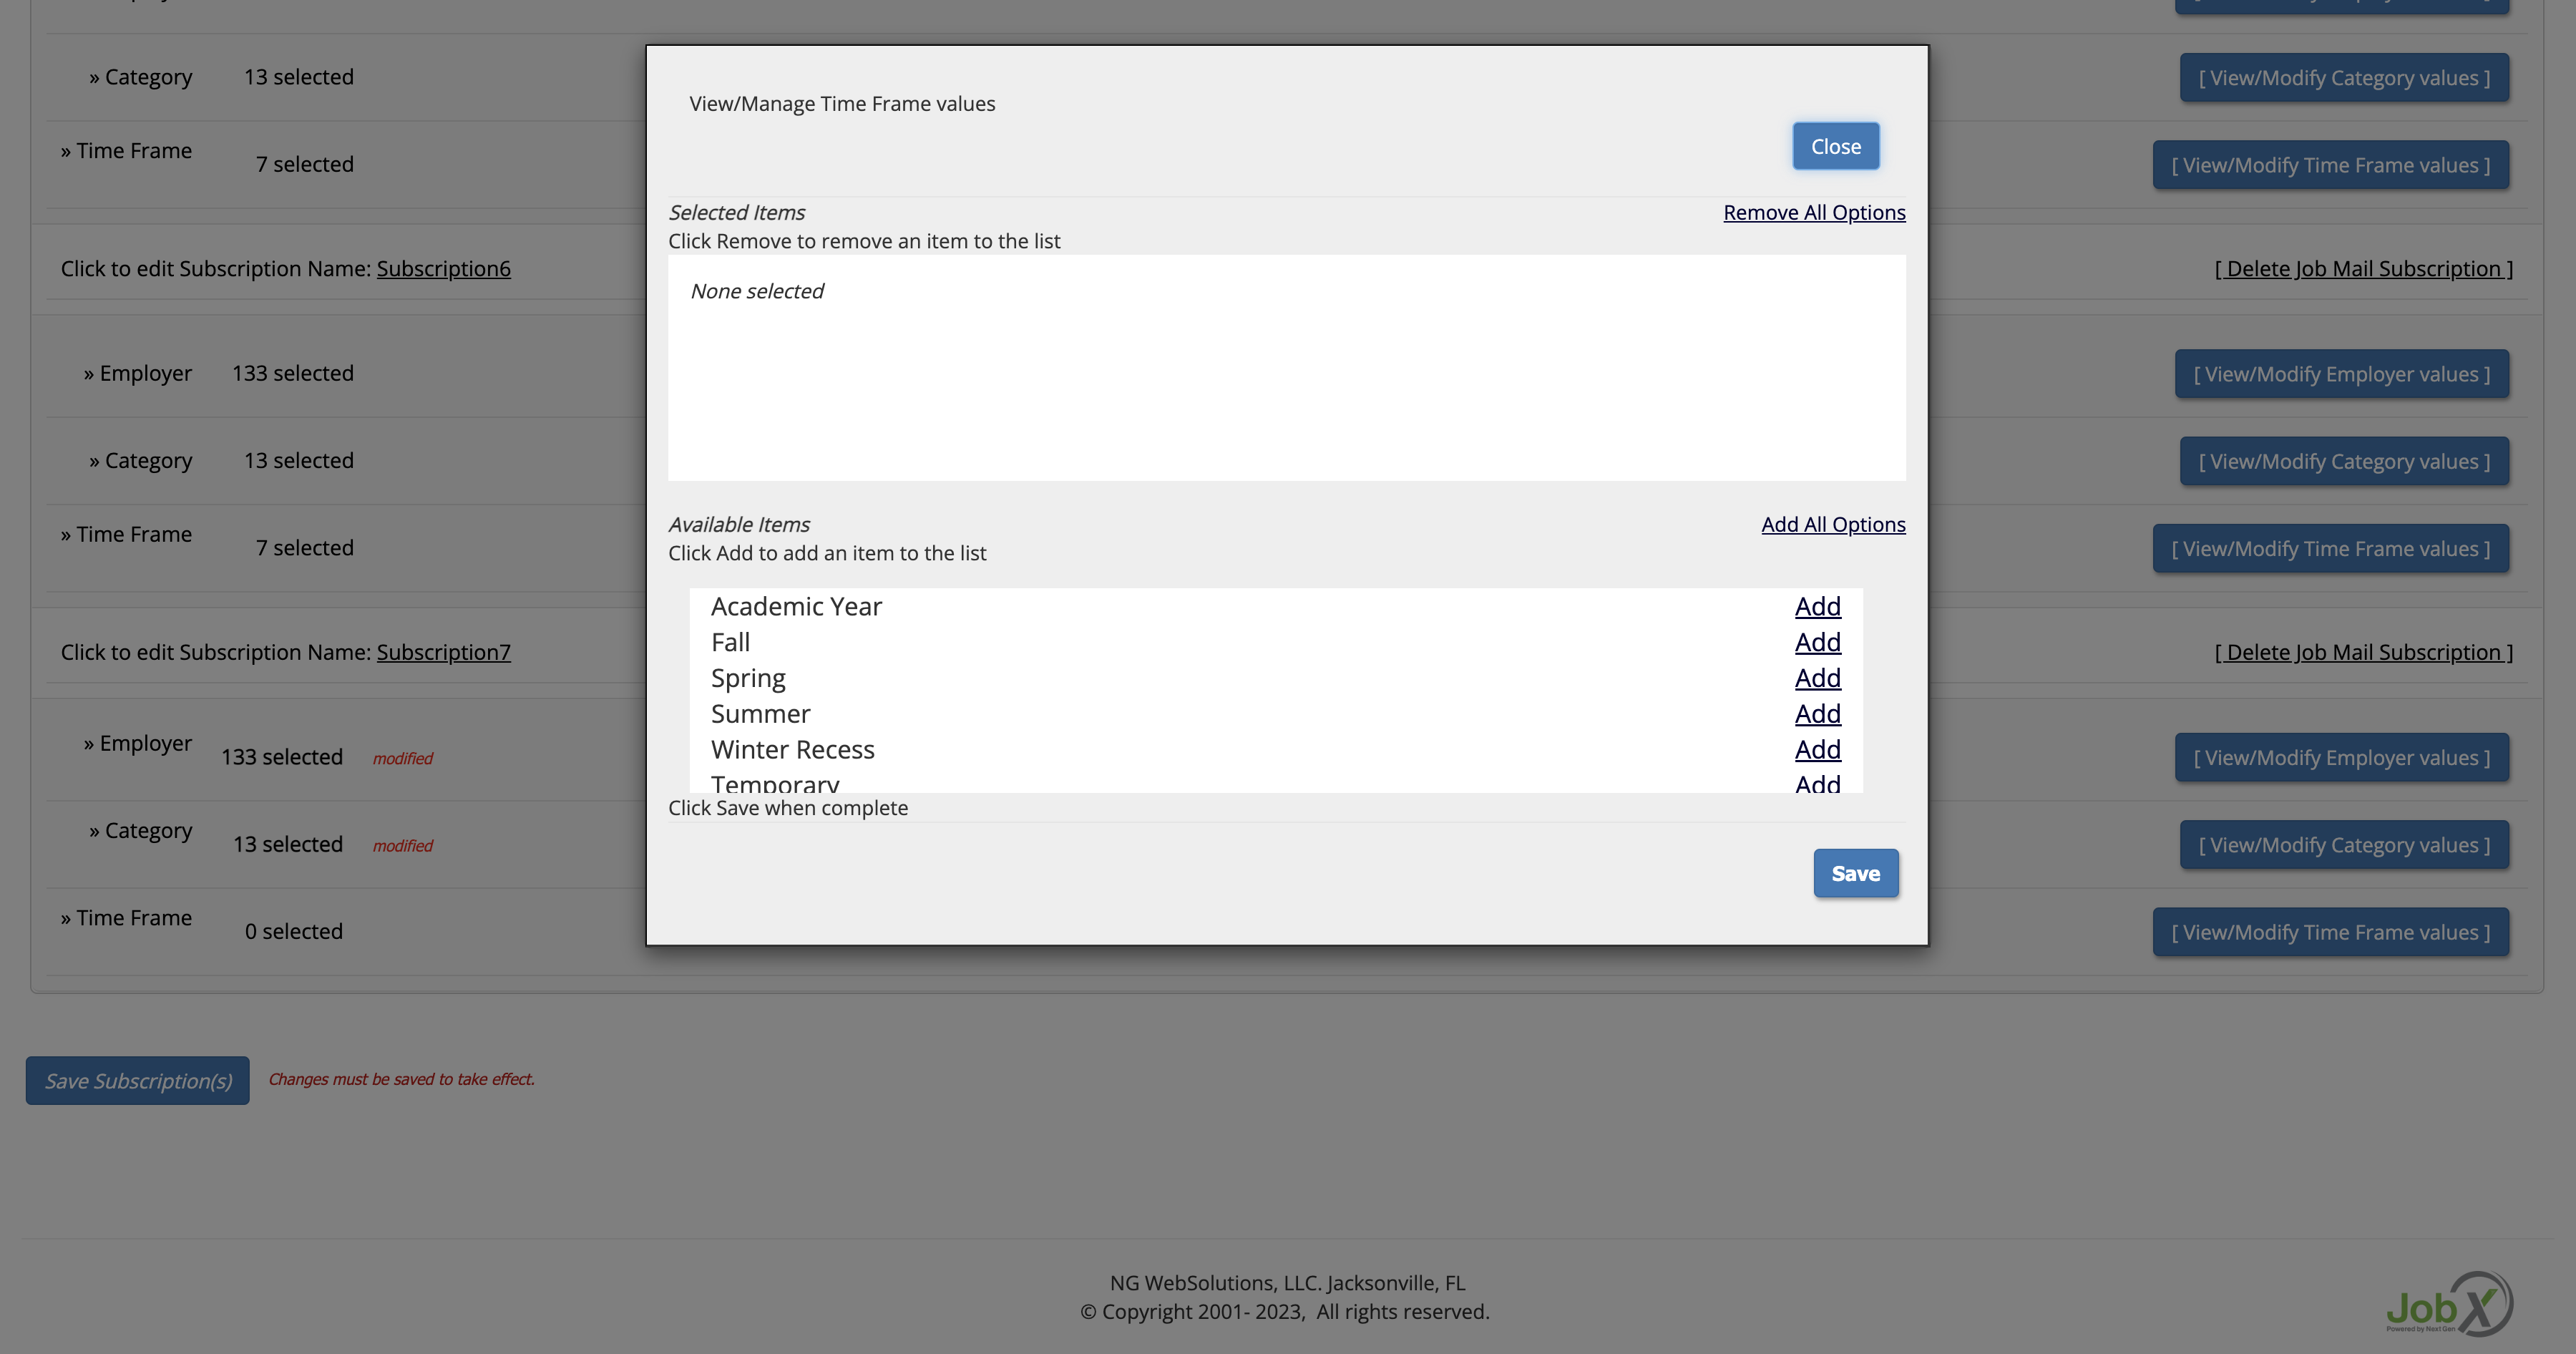 » Category 13 selected [ View/Modify Category values ]
» Time Frame 7 selected [ View/Modify Time Frame values ]
Click to edit Subscription Name: Subscription6 [ Delete Job Mail Subscription ]
» Employer 133 selected [ View/Modify Employer values ]
» Category 13 selected [ View/Modify Category values ]
» Time Frame 7 selected [ View/Modify Time Frame values ]
Click to edit Subscription Name: Subscription7 [ Delete Job Mail Subscription ]
» Employer 133 selected modified [ View/Modify Employer values ]
» Category 13 selected modified [ View/Modify Category values ]
» Time Frame 0 selected [ View/Modify Time Frame values ]
View/Manage Time Frame values
Close
Selected Items Remove All Options
Click Remove to remove an item to the list
None selected
Available Items Add All Options
Click Add to add an item to the list
Academic Year Add
Fall Add
Spring Add
Summer Add
Winter Recess Add
Temporary Add
Click Save when complete
Save
Save Subscription(s) Changes must be saved to take effect.
NG WebSolutions, LLC. Jacksonville, FL
© Copyright 2001- 2023, All rights reserved.
JobX
Powered by Next Gen